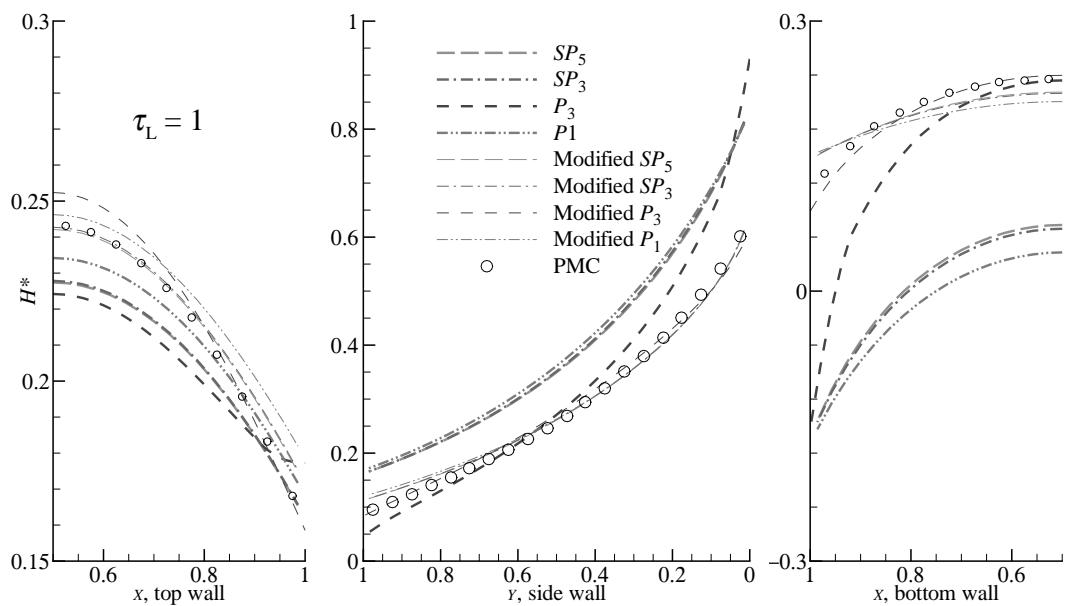 0.3
0.25
0.2
0.15
H*
τL = 1
0.6
0.8
1
x, top wall
1
0.8
0.6
0.4
0.2
0
SP5
SP3
P3
P1
Modified SP5
Modified SP3
Modified P3
Modified P1
PMC
1
0.8
0.6
0.4
0.2
0
Y, side wall
0.3
0
−0.3
1
0.8
0.6
x, bottom wall